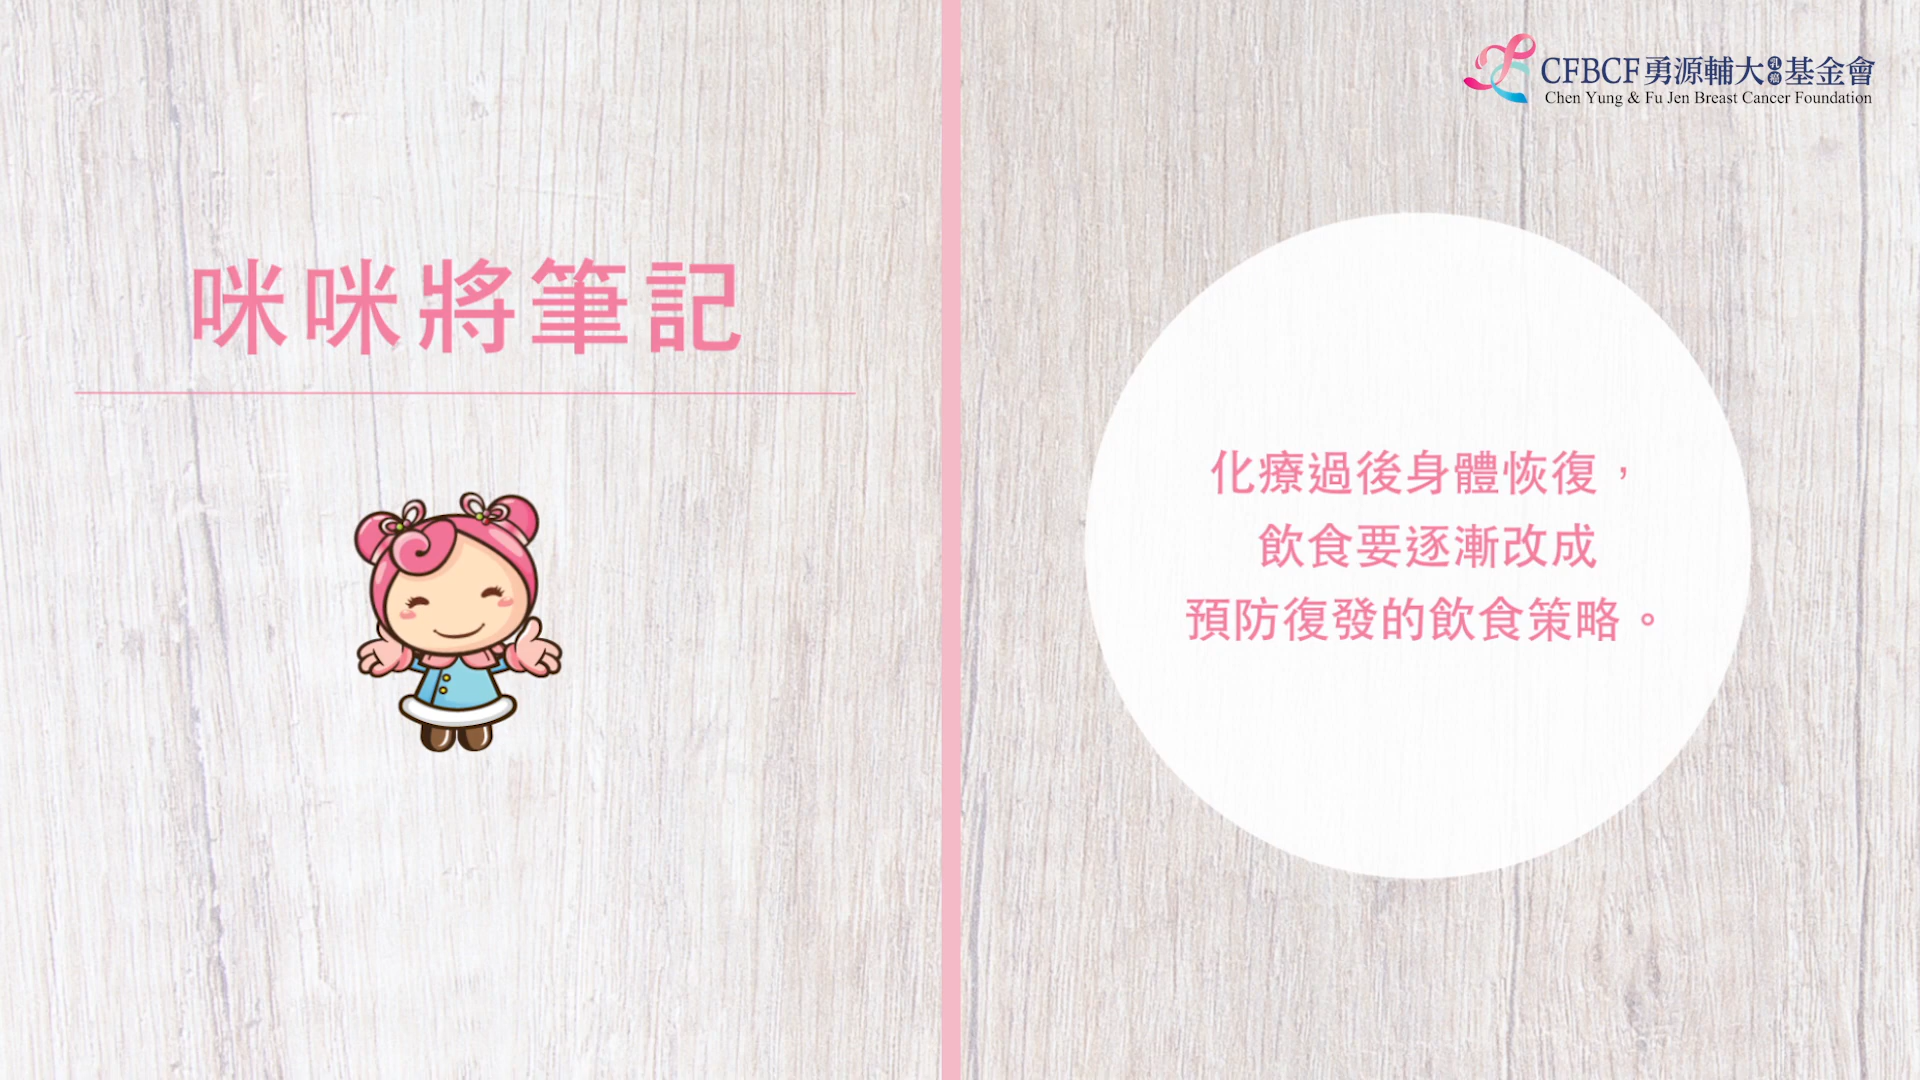 CFBCF勇源輔大乳癌基金會
Chen Yung & Fu Jen Breast Cancer Foundation
咪咪將筆記
化療過後身體恢復，
飲食要逐漸改成
預防復發的飲食策略。